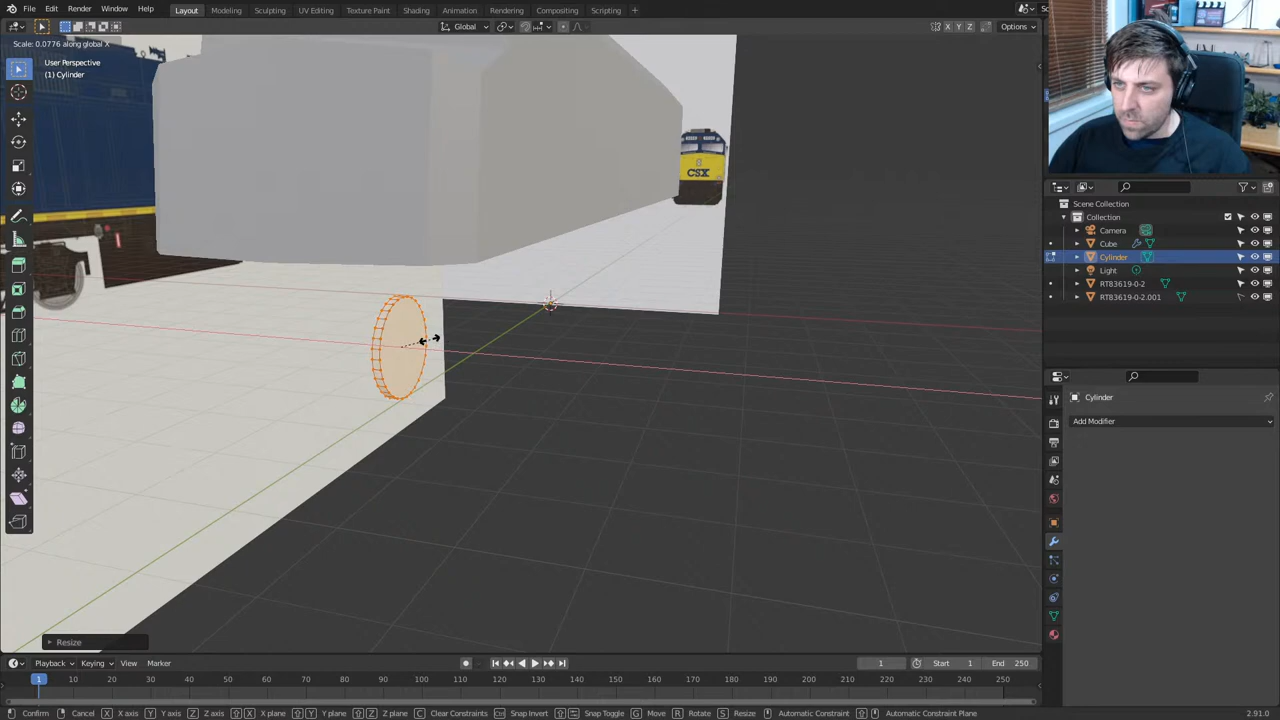 File Edit Render Window Help Layout Modeling Sculpting UV Editing Texture Paint Shading Animation Rendering Compositing Scripting +
Global X Y Z Options
Scale: 0.0776 along global X
User Perspective
(1) Cylinder
CSX
Scene Collection
Collection
Camera
Cube
Cylinder
Light
RT83619-0-2
RT83619-0-2.001
Cylinder
Add Modifier
Resize
Playback Keying View Marker 1 Start 1 End 250
1 10 20 30 40 50 60 70 80 90 100 110 120 130 140 150 160 170 180 190 200 210 220 230 240 250
Confirm Cancel X X axis Y Y axis Z Z axis X X plane Y Y plane Z Z plane C Clear Constraints Snap Invert Snap Toggle G Move R Rotate S Resize Automatic Constraint Automatic Constraint Plane 2.91.0